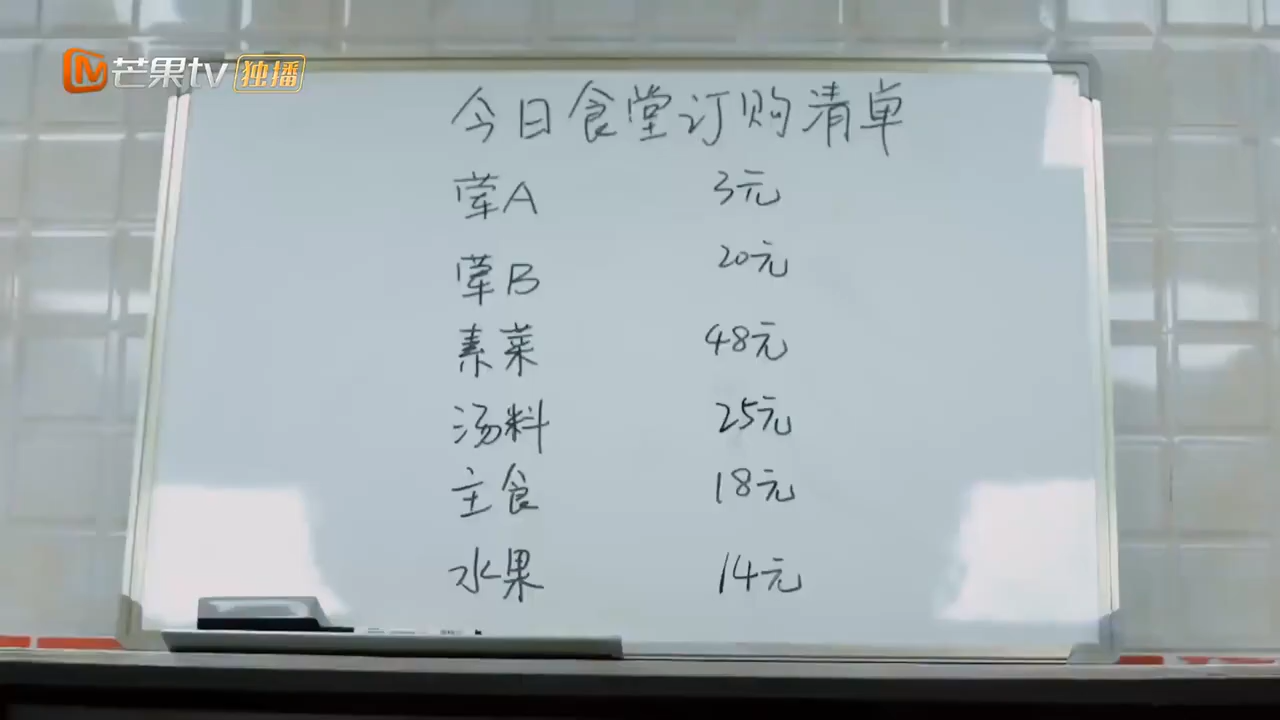 芒果tv 独播
今日食堂订购清单
荤A 3元
荤B 20元
素菜 48元
汤料 25元
主食 18元
水果 14元